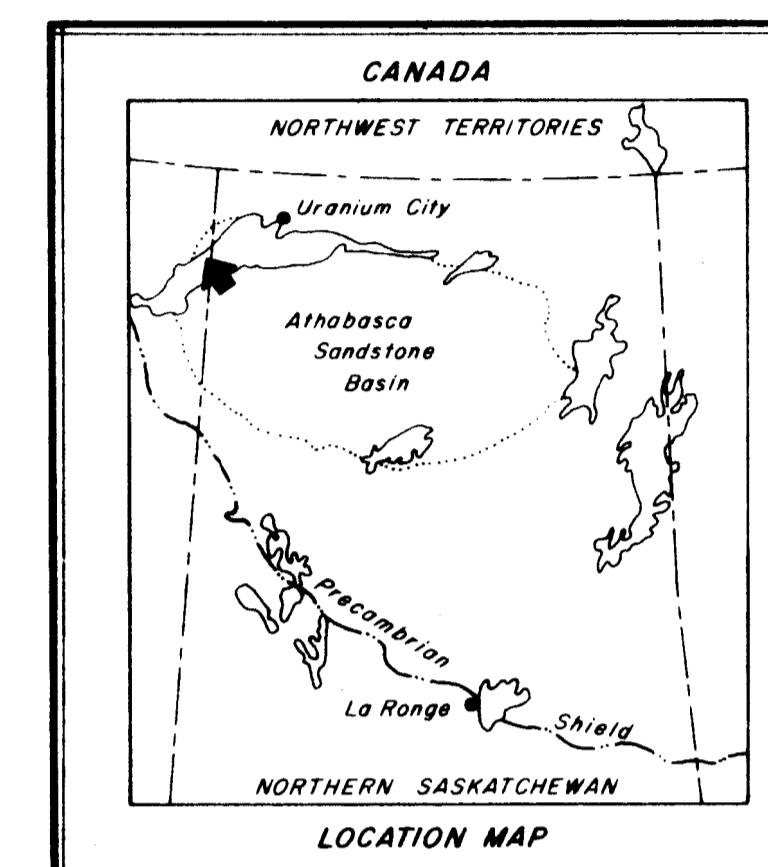 CANADA
NORTHWEST TERRITORIES
Uranium City
Athabasca
Sandstone
Basin
Precambrian
La Ronge
Shield
NORTHERN SASKATCHEWAN
LOCATION MAP